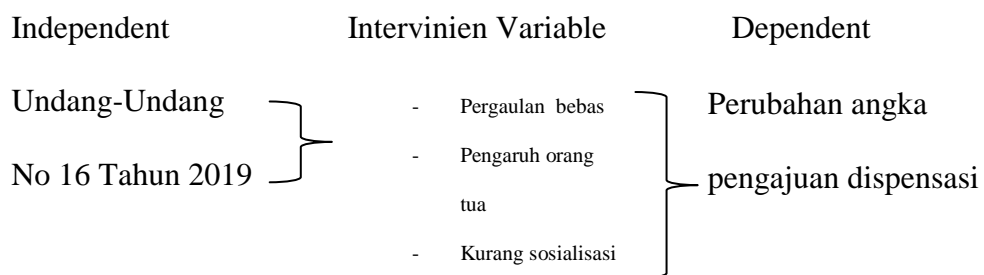 Independent Intervinien Variable Dependent
Undang-Undang
No 16 Tahun 2019
- Pergaulan bebas
- Pengaruh orang
tua
- Kurang sosialisasi
Perubahan angka
pengajuan dispensasi